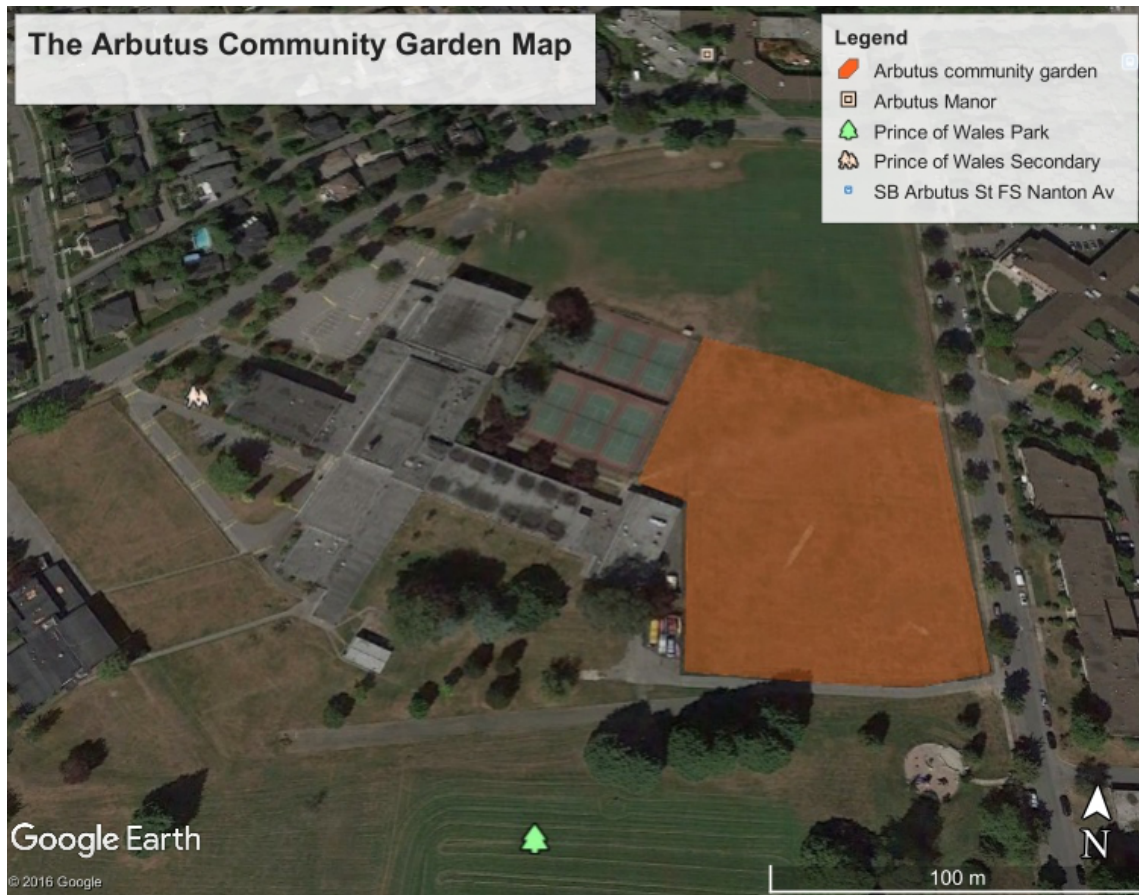 The Arbutus Community Garden Map
Legend
Arbutus community garden
Arbutus Manor
Prince of Wales Park
Prince of Wales Secondary
SB Arbutus St FS Nanton Av
Google Earth
© 2016 Google
N
100 m